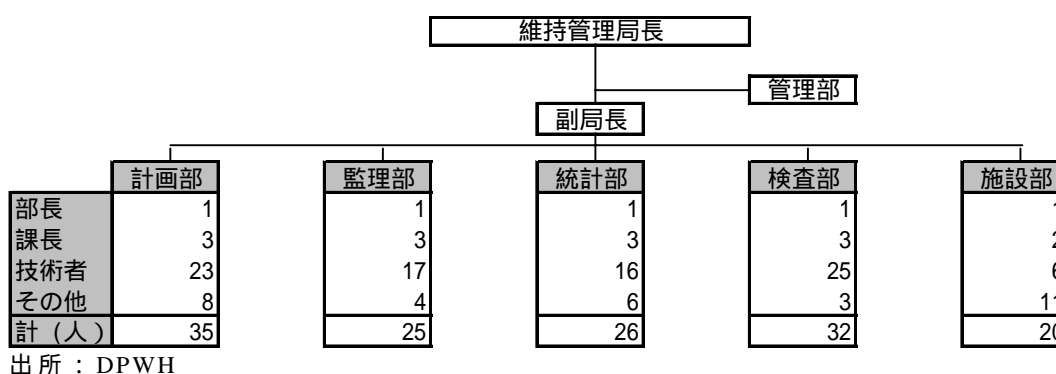 維持管理局長
管理部
副局長
計画部 監理部 統計部 検査部 施設部
部長 1 1 1 1 1
課長 3 3 3 3 2
技術者 23 17 16 25 6
その他 8 4 6 3 11
計（人） 35 25 26 32 20
出所：DPWH